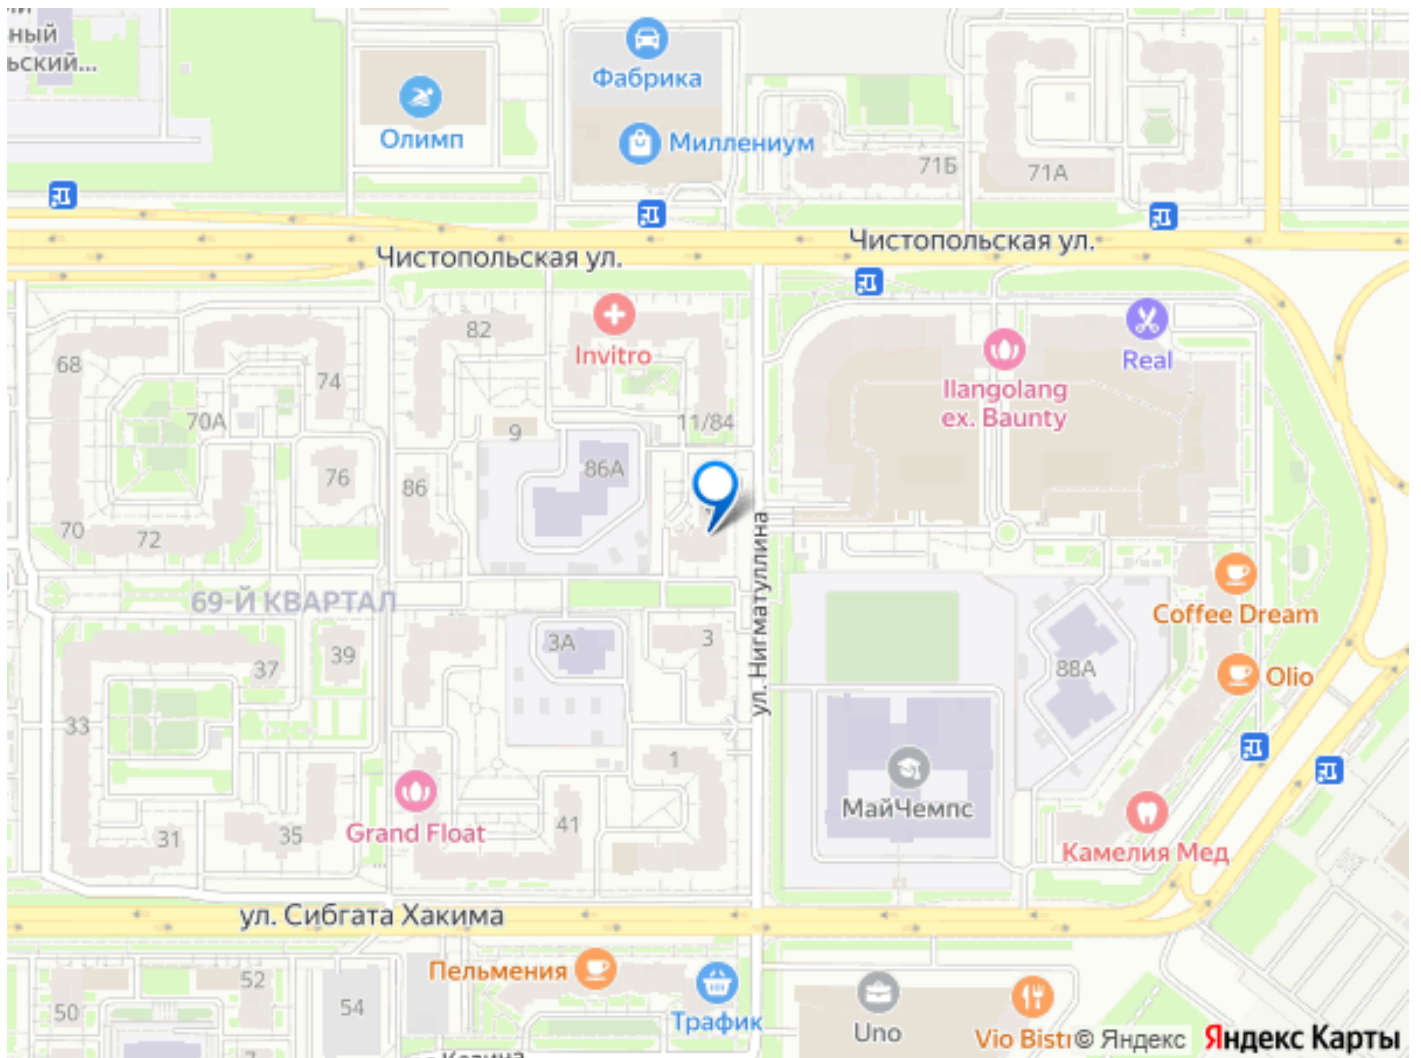 ный
ьский...
Фабрика
Олимп
Миллениум
71Б
71А
Чистопольская ул.
Чистопольская ул.
82
Invitro
Real
68
74
Ilangolang
ex. Baunty
70А
9
11/84
86А
76
86
70
72
ул. Нигматуллина
69-Й КВАРТАЛ
Coffee Dream
3А
3
39
37
88А
Olio
33
1
МайЧемпс
Grand Float
41
31
35
Камелия Мед
ул. Сибгата Хакима
Пельмения
52
54
50
Трафик
Uno
Vio Bisti
© Яндекс
Яндекс Карты